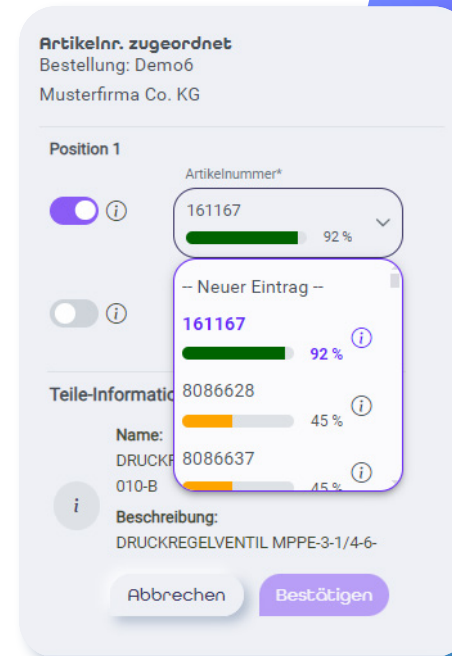 Artikelnr. zugeordnet
Bestellung: Demo6
Musterfirma Co. KG
Position 1
Artikelnummer*
161167
92 %
-- Neuer Eintrag --
161167
92 %
8086628
45 %
Teile-Informatio
8086637
45 %
Name:
DRUCKR
010-B
Beschreibung:
DRUCKREGELVENTIL MPPE-3-1/4-6-
Abbrechen
Bestätigen